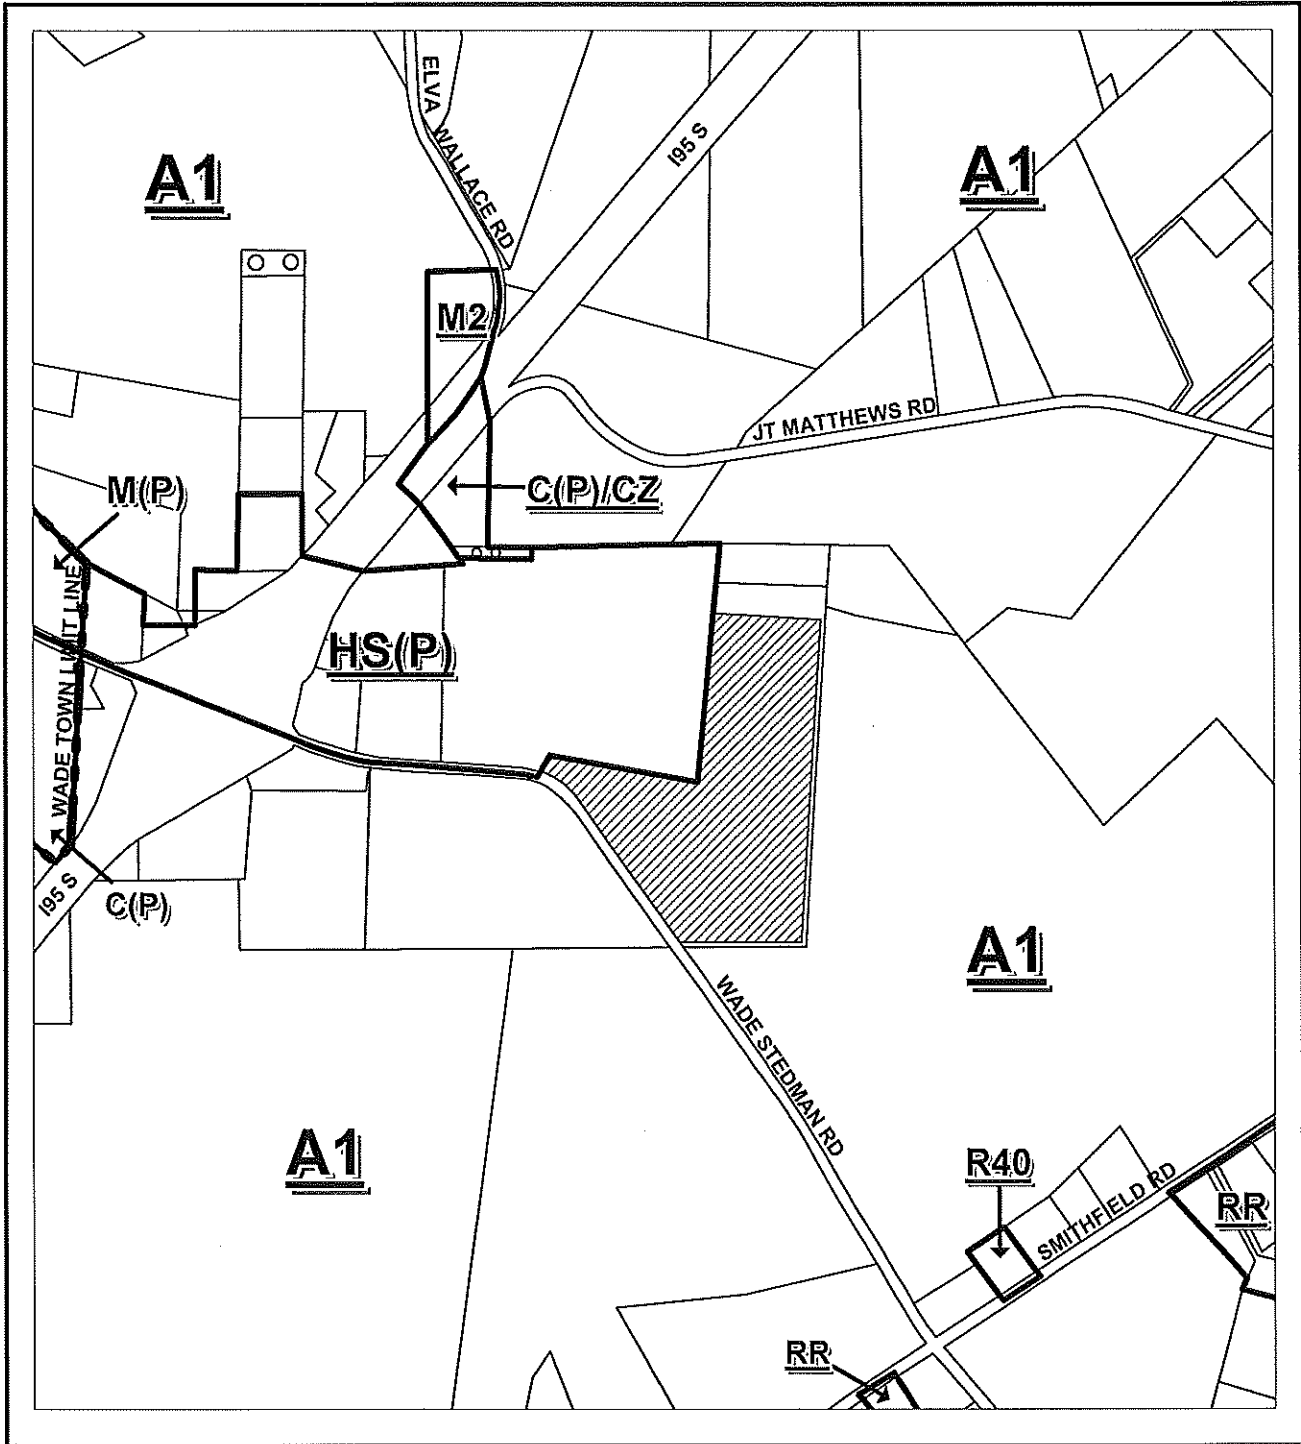 ELVA WALLACE RD
I95 S
A1
A1
M2
JT MATTHEWS RD
M(P)
C(P)/CZ
WADE TOWN LIMIT LINE
HS(P)
I95 S
C(P)
A1
WADE STEDMAN RD
A1
R40
SMITHFIELD RD
RR
RR